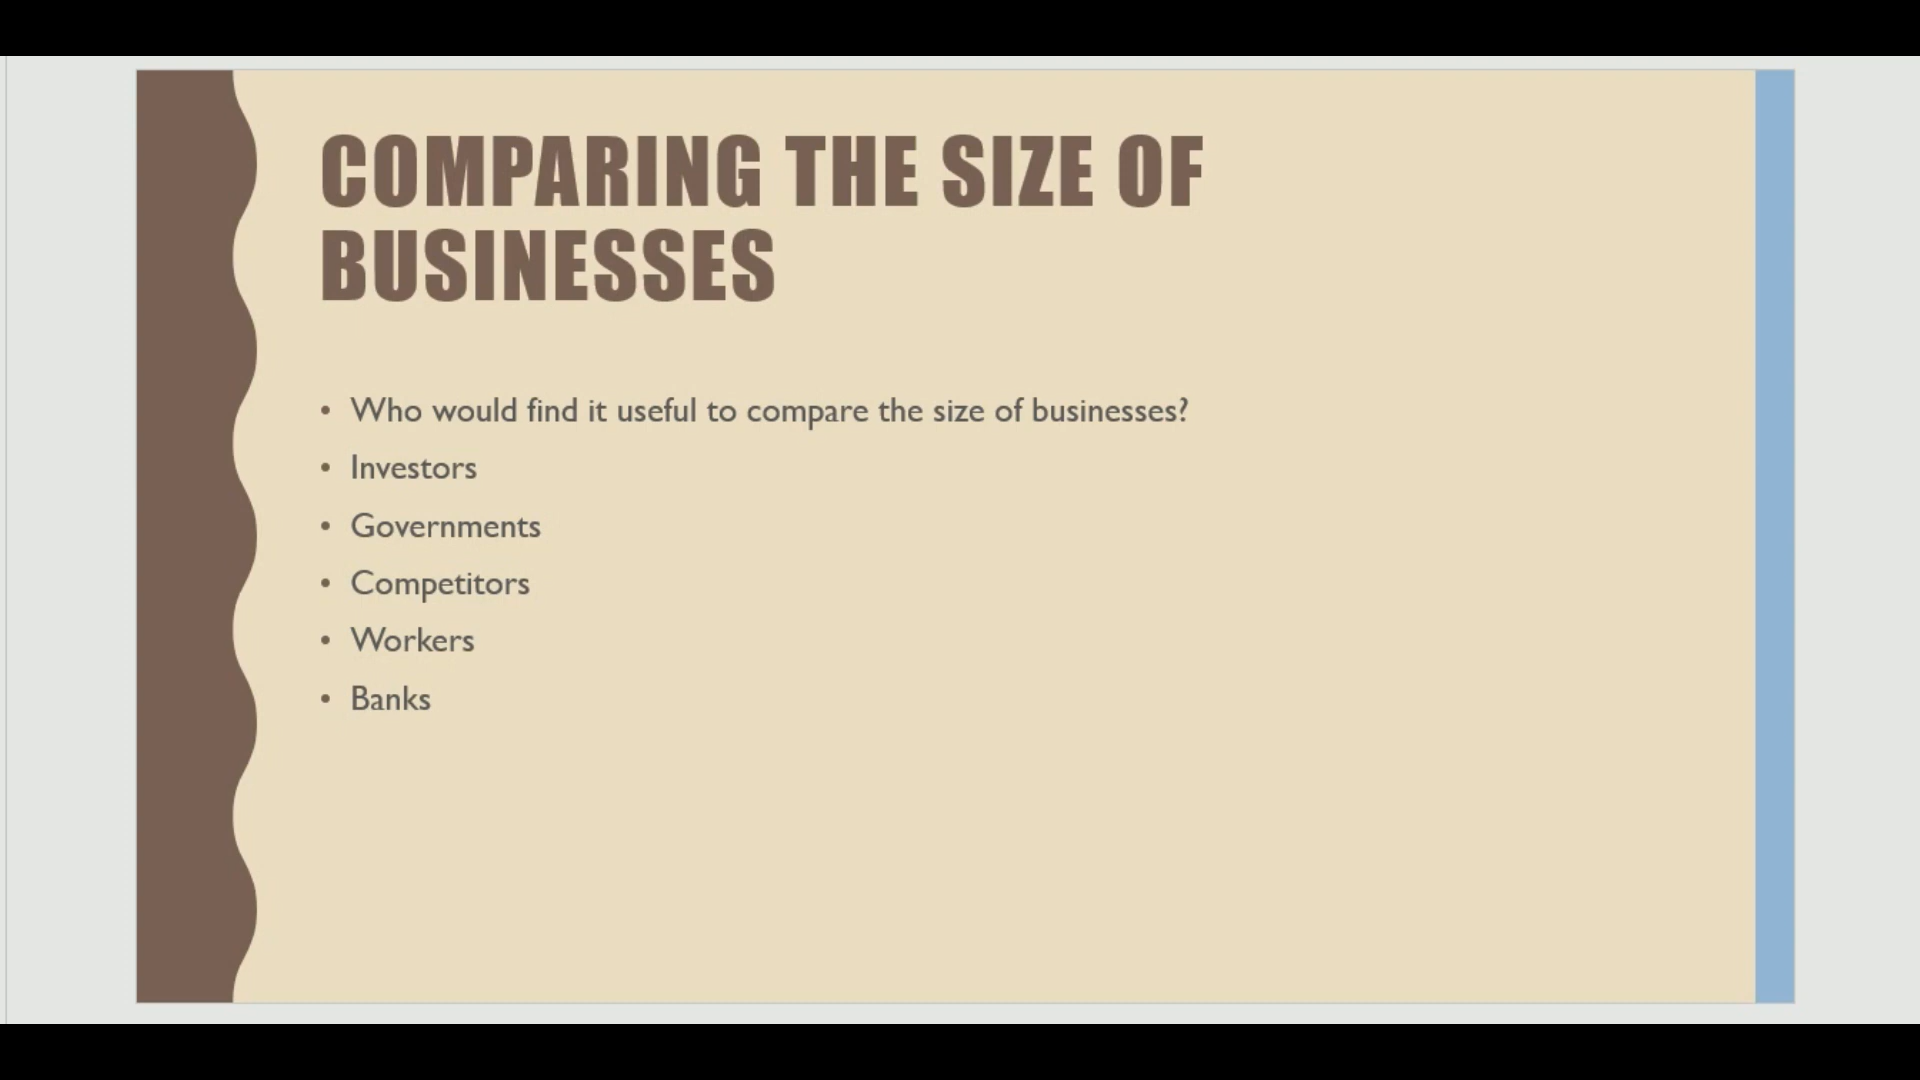 COMPARING THE SIZE OF
BUSINESSES
• Who would find it useful to compare the size of businesses?
• Investors
• Governments
• Competitors
• Workers
• Banks